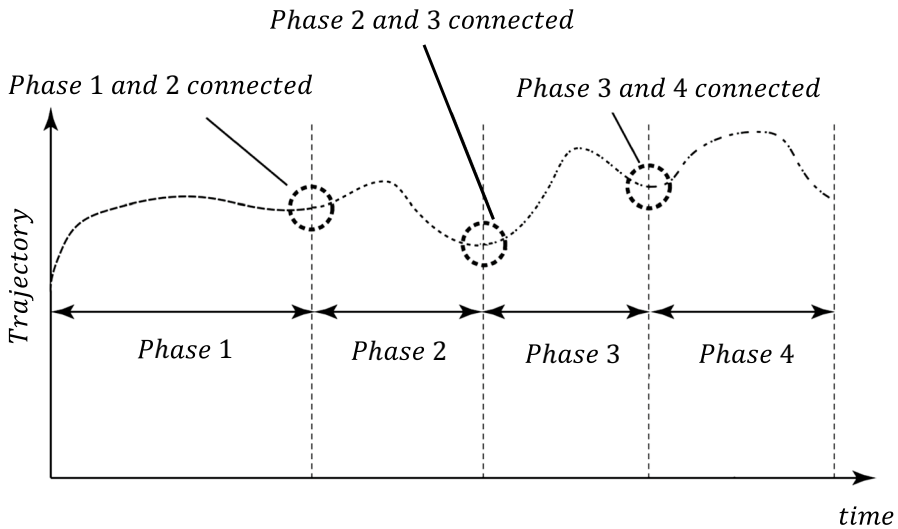 Phase 2 and 3 connected
Phase 1 and 2 connected
Phase 3 and 4 connected
Trajectory
Phase 1
Phase 2
Phase 3
Phase 4
time